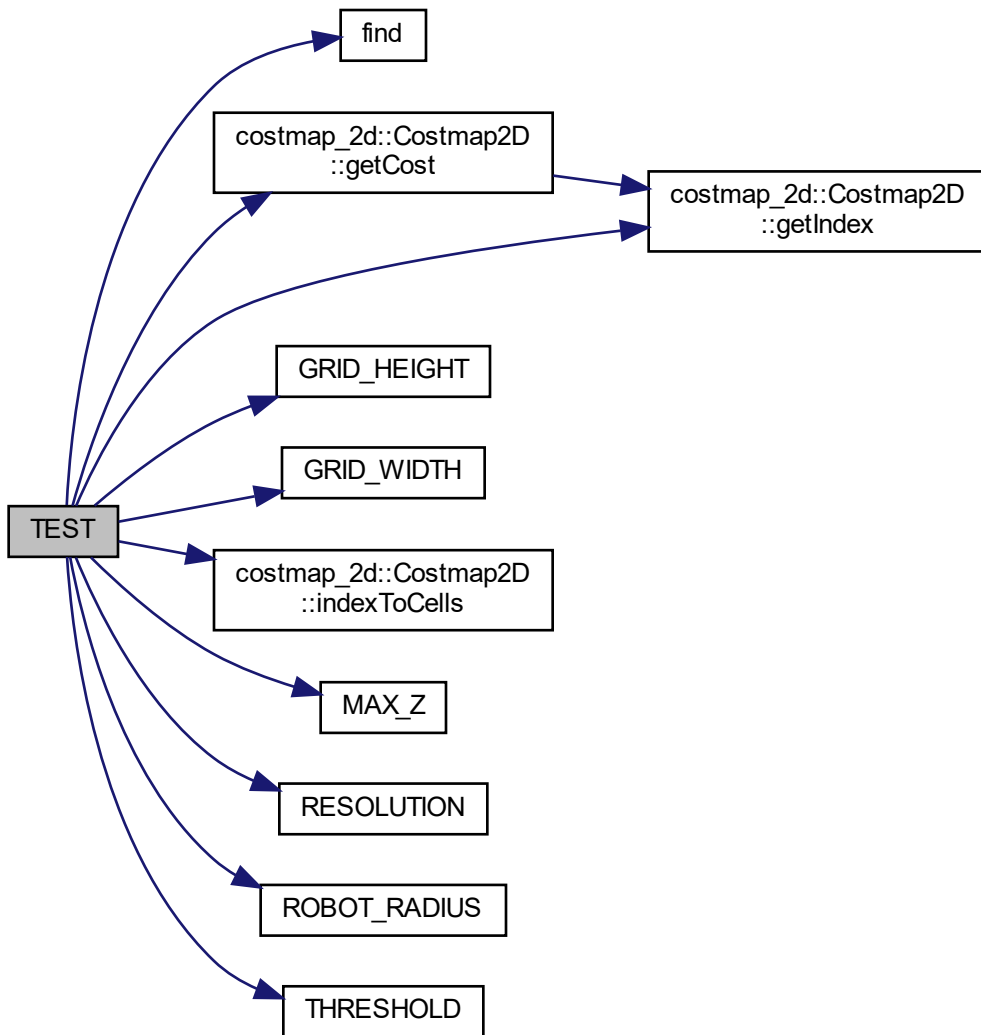 find
costmap_2d::Costmap2D
::getCost
costmap_2d::Costmap2D
::getIndex
GRID_HEIGHT
GRID_WIDTH
TEST
costmap_2d::Costmap2D
::indexToCells
MAX_Z
RESOLUTION
ROBOT_RADIUS
THRESHOLD